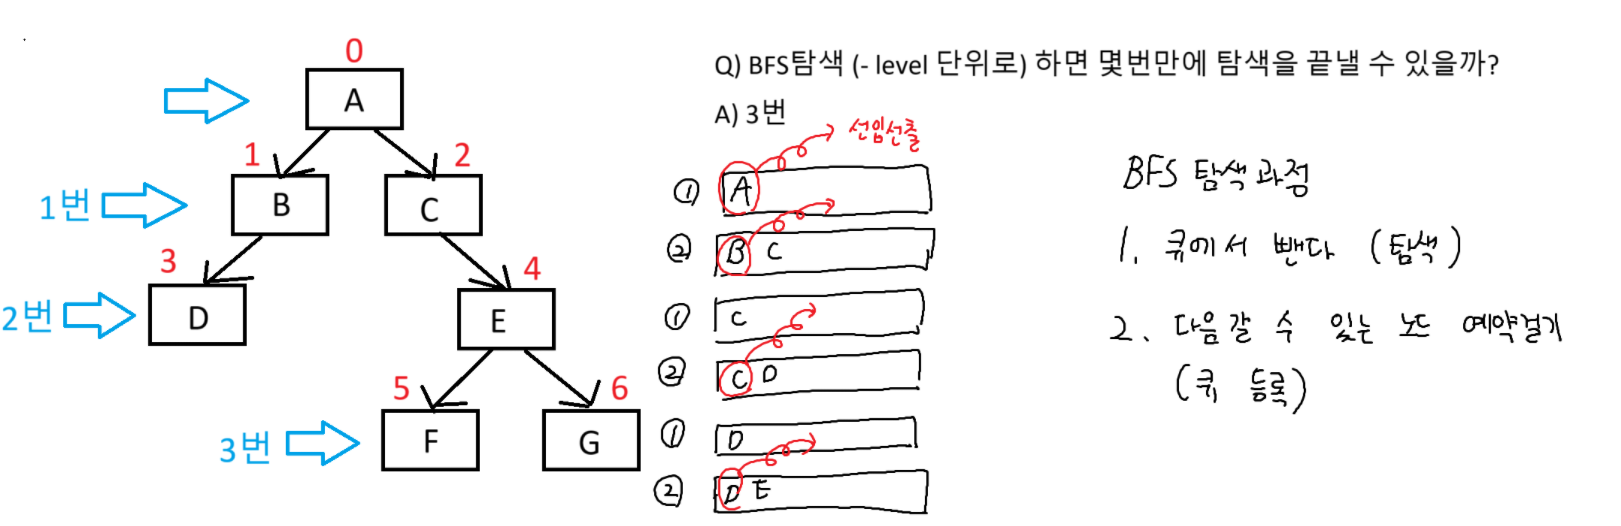 0
A
1
2
1번
B
C
3
4
2번
D
E
5
6
3번
F
G
Q) BFS탐색 (- level 단위로) 하면 몇번만에 탐색을 끝낼 수 있을까?
A) 3번
선입선출
① A
② B C
① C
② C D
① D
② D E
BFS 탐색과정
1. 큐에서 뺀다 (탐색)
2. 다음갈 수 있는 노드 예약걸기
(큐 등록)